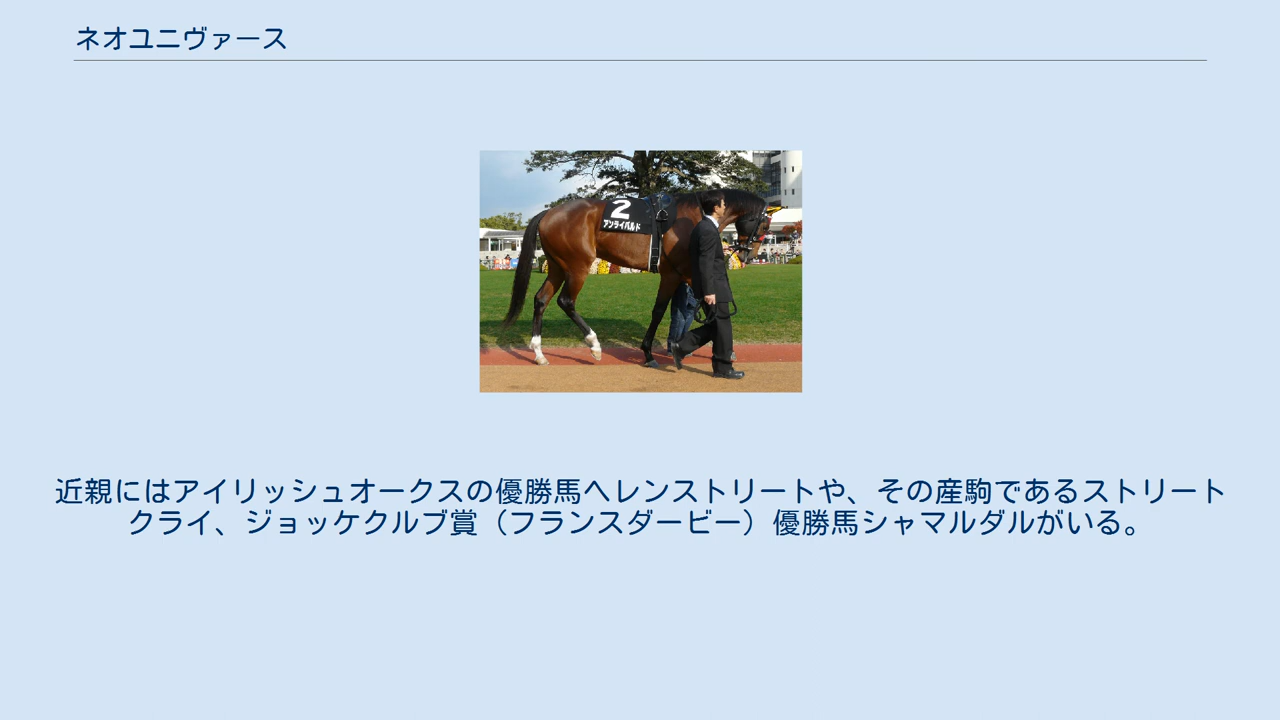 ネオユニヴァース
2
アンライバルド
近親にはアイリッシュオークスの優勝馬ヘレンストリートや、その産駒であるストリート
クライ、ジョッケクルブ賞（フランスダービー）優勝馬シャマルダルがいる。